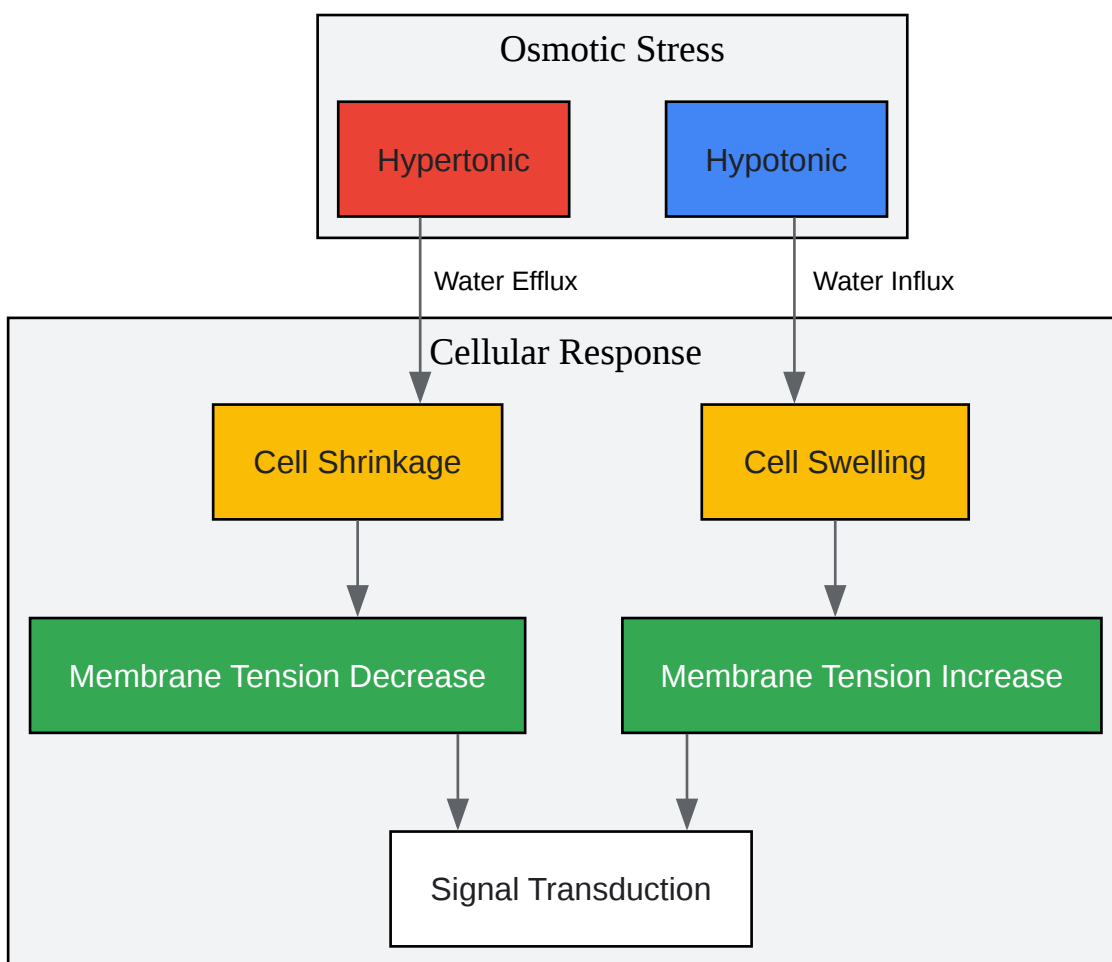 Osmotic Stress
Hypertonic
Hypotonic
Water Efflux
Water Influx
Cellular Response
Cell Shrinkage
Cell Swelling
Membrane Tension Decrease
Membrane Tension Increase
Signal Transduction